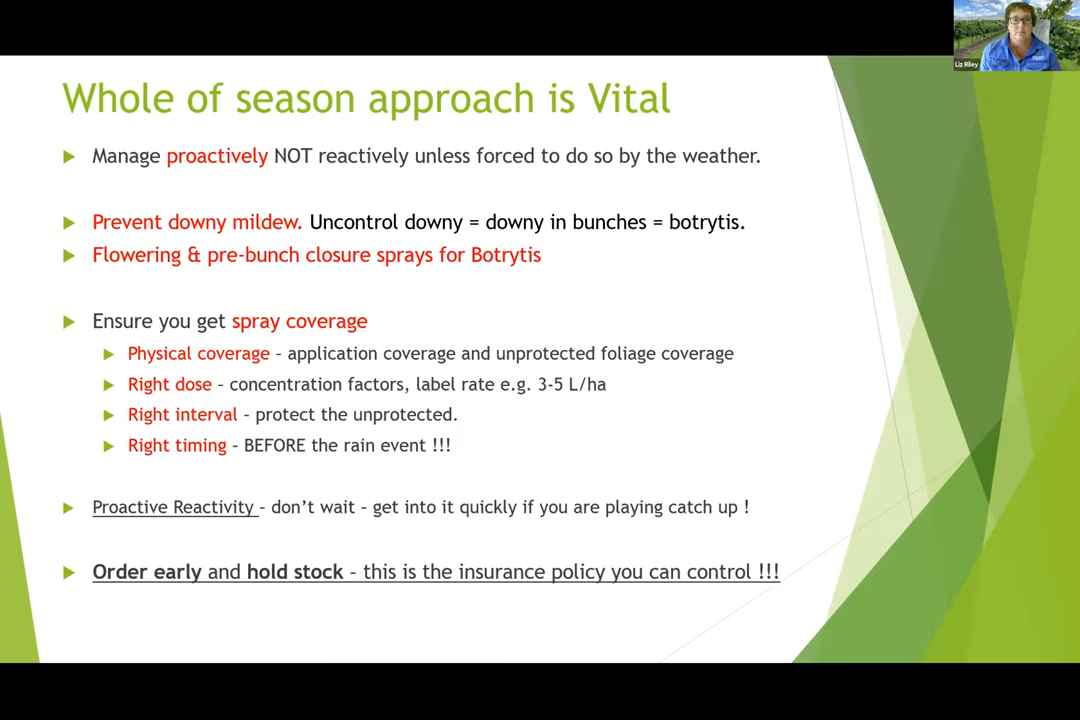 Whole of season approach is Vital
Liz Riley
Manage proactively NOT reactively unless forced to do so by the weather.
Prevent downy mildew. Uncontrol downy = downy in bunches = botrytis.
Flowering & pre-bunch closure sprays for Botrytis
Ensure you get spray coverage
Physical coverage – application coverage and unprotected foliage coverage
Right dose – concentration factors, label rate e.g. 3-5 L/ha
Right interval – protect the unprotected.
Right timing – BEFORE the rain event !!!
Proactive Reactivity – don't wait – get into it quickly if you are playing catch up !
Order early and hold stock – this is the insurance policy you can control !!!